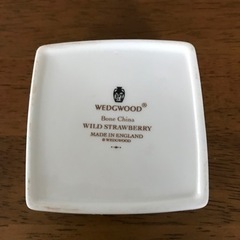 WEDGWOOD®
Bone China
WILD STRAWBERRY
MADE IN ENGLAND
© WEDGWOOD